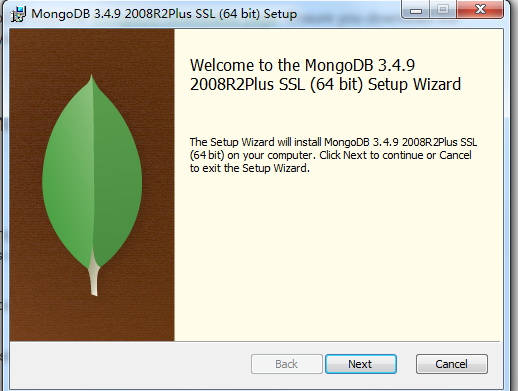 MongoDB 3.4.9 2008R2Plus SSL (64 bit) Setup
Welcome to the MongoDB 3.4.9
2008R2Plus SSL (64 bit) Setup Wizard
The Setup Wizard will install MongoDB 3.4.9 2008R2Plus SSL
(64 bit) on your computer. Click Next to continue or Cancel
to exit the Setup Wizard.
Back Next Cancel